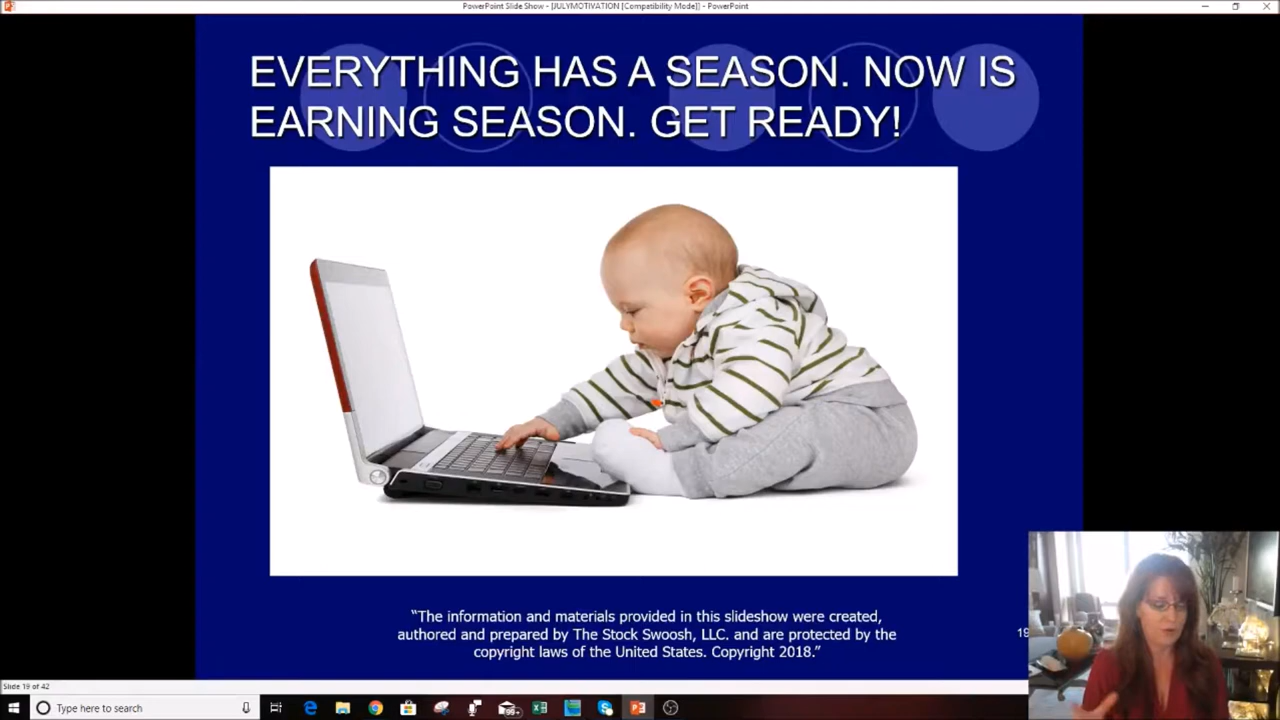 PowerPoint Slide Show - [JULYMOTIVATION [Compatibility Mode]] - PowerPoint
EVERYTHING HAS A SEASON. NOW IS
EARNING SEASON. GET READY!
“The information and materials provided in this slideshow were created,
authored and prepared by The Stock Swoosh, LLC. and are protected by the
copyright laws of the United States. Copyright 2018.”
19
Slide 19 of 42
Type here to search
99+